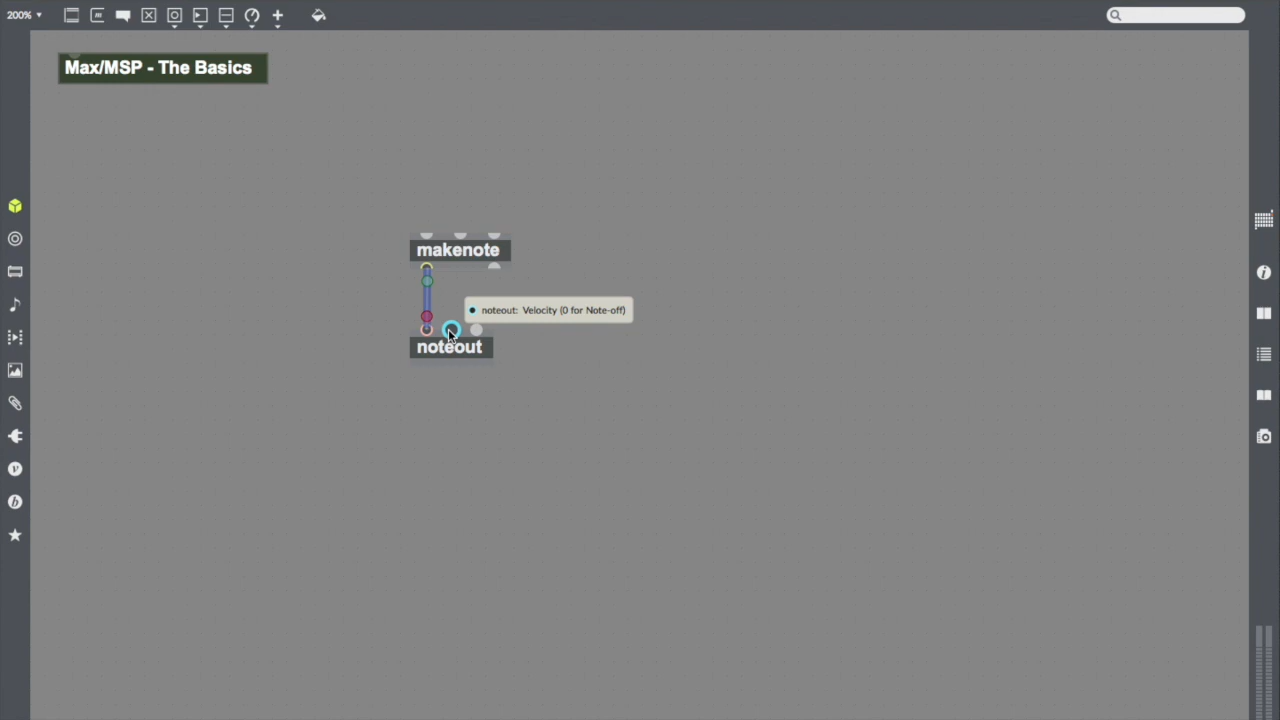 200%
Max/MSP - The Basics
makenote
noteout: Velocity (0 for Note-off)
noteout